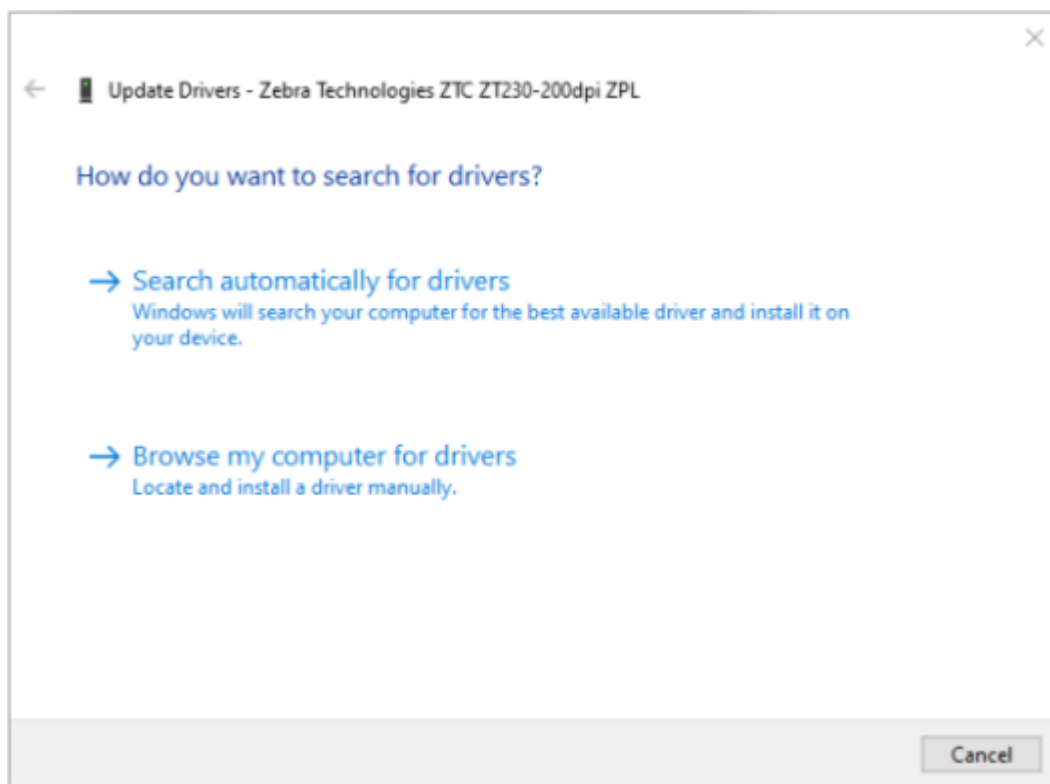 Update Drivers - Zebra Technologies ZTC ZT230-200dpi ZPL
How do you want to search for drivers?
Search automatically for drivers
Windows will search your computer for the best available driver and install it on
your device.
Browse my computer for drivers
Locate and install a driver manually.
Cancel